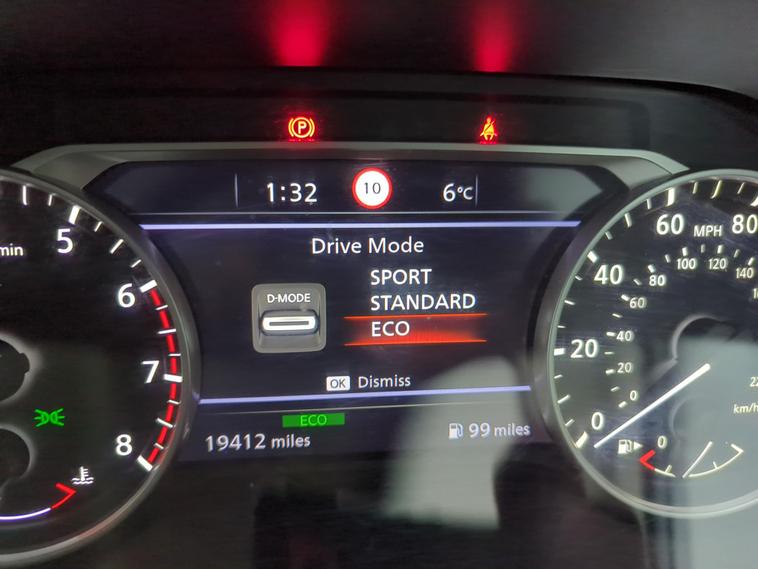 P
1:32
10
6°C
Drive Mode
D-MODE
SPORT
STANDARD
ECO
OK Dismiss
ECO
19412 miles
99 miles
min
5
6
7
8
0
20
40
60
80
MPH
0
20
40
60
80
100
120
140
km/h
0